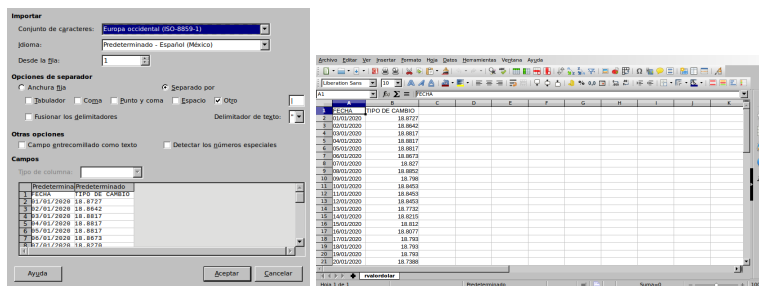 Importar
Conjunto de caracteres: Europa occidental (ISO-8859-1)
Idioma: Predeterminado - Español (México)
Desde la fila: 1
Opciones de separador
Anchura fija Separado por
Tabulador Coma Punto y coma Espacio Otro |
Fusionar los delimitadores Delimitador de texto: "
Otras opciones
Campo entrecomillado como texto Detectar los números especiales
Campos
Tipo de columna:
Predetermina Predeterminado
1 FECHA TIPO DE CAMBIO
2 01/01/2020 18.8727
3 02/01/2020 18.8642
4 03/01/2020 18.8817
5 04/01/2020 18.8817
6 05/01/2020 18.8817
7 06/01/2020 18.8673
8 07/01/2020 18.8270
Ayuda Aceptar Cancelar
Archivo Editar Ver Insertar Formato Hoja Datos Herramientas Ventana Ayuda
Liberation Sans 10
A1 FECHA
A B C D E F G H I J K
1 FECHA TIPO DE CAMBIO
2 01/01/2020 18.8727
3 02/01/2020 18.8642
4 03/01/2020 18.8817
5 04/01/2020 18.8817
6 05/01/2020 18.8817
7 06/01/2020 18.8673
8 07/01/2020 18.827
9 08/01/2020 18.8852
10 09/01/2020 18.798
11 10/01/2020 18.8453
12 11/01/2020 18.8453
13 12/01/2020 18.8453
14 13/01/2020 18.7732
15 14/01/2020 18.8215
16 15/01/2020 18.812
17 16/01/2020 18.8077
18 17/01/2020 18.793
19 18/01/2020 18.793
20 19/01/2020 18.793
21 20/01/2020 18.7388
rvalordolar
Hoja 1 de 1 Predeterminado Suma=0